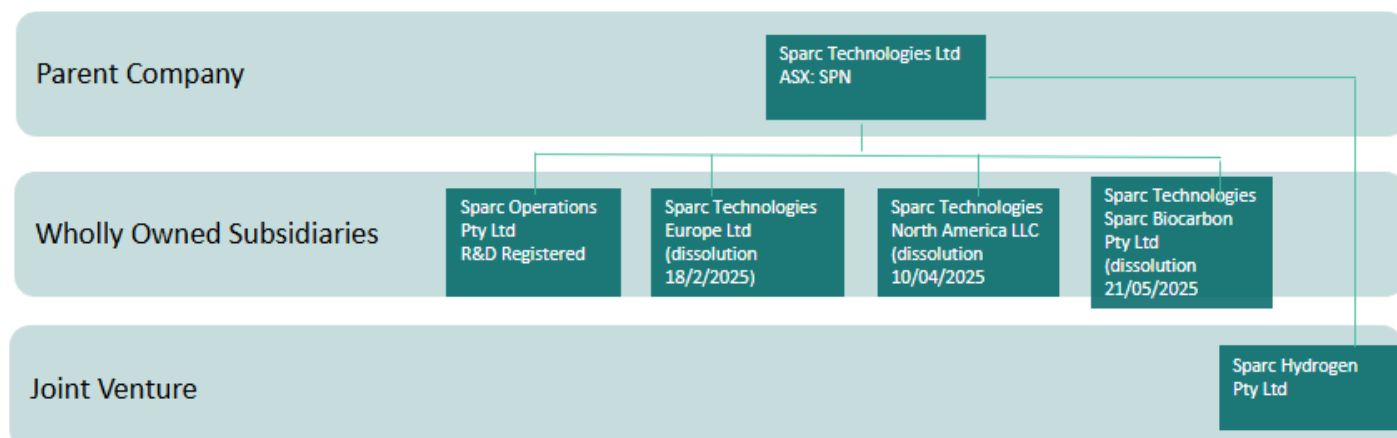 Parent Company
Sparc Technologies Ltd
ASX: SPN
Wholly Owned Subsidiaries
Sparc Operations
Pty Ltd
R&D Registered
Sparc Technologies
Europe Ltd
(dissolution
18/2/2025)
Sparc Technologies
North America LLC
(dissolution
10/04/2025
Sparc Technologies
Sparc Biocarbon
Pty Ltd
(dissolution
21/05/2025
Joint Venture
Sparc Hydrogen
Pty Ltd